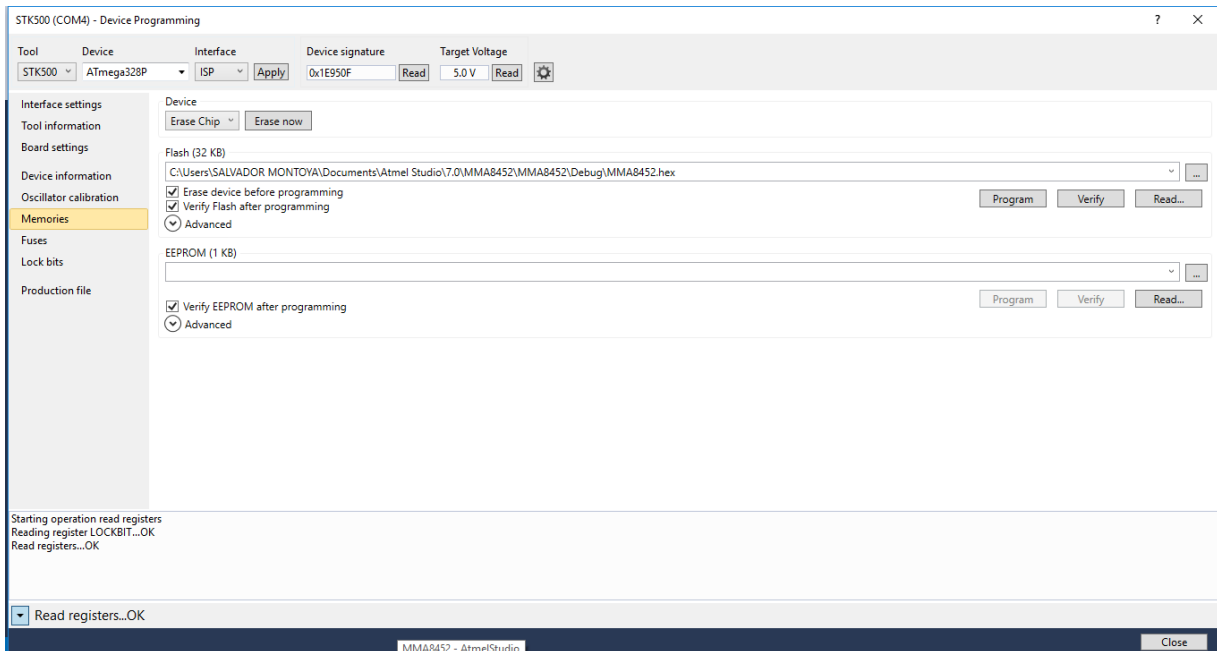 STK500 (COM4) - Device Programming
? ×
Tool Device Interface Device signature Target Voltage
STK500 ATmega328P ISP Apply 0x1E950F Read 5.0 V Read
Interface settings
Tool information
Board settings
Device information
Oscillator calibration
Memories
Fuses
Lock bits
Production file
Device
Erase Chip Erase now
Flash (32 KB)
C:\Users\SALVADOR MONTOYA\Documents\Atmel Studio\7.0\MMA8452\MMA8452\Debug\MMA8452.hex ...
Erase device before programming
Verify Flash after programming
Advanced
Program Verify Read...
EEPROM (1 KB)
...
Verify EEPROM after programming
Advanced
Program Verify Read...
Starting operation read registers
Reading register LOCKBIT...OK
Read registers...OK
Read registers...OK
MMA8452 - AtmelStudio
Close